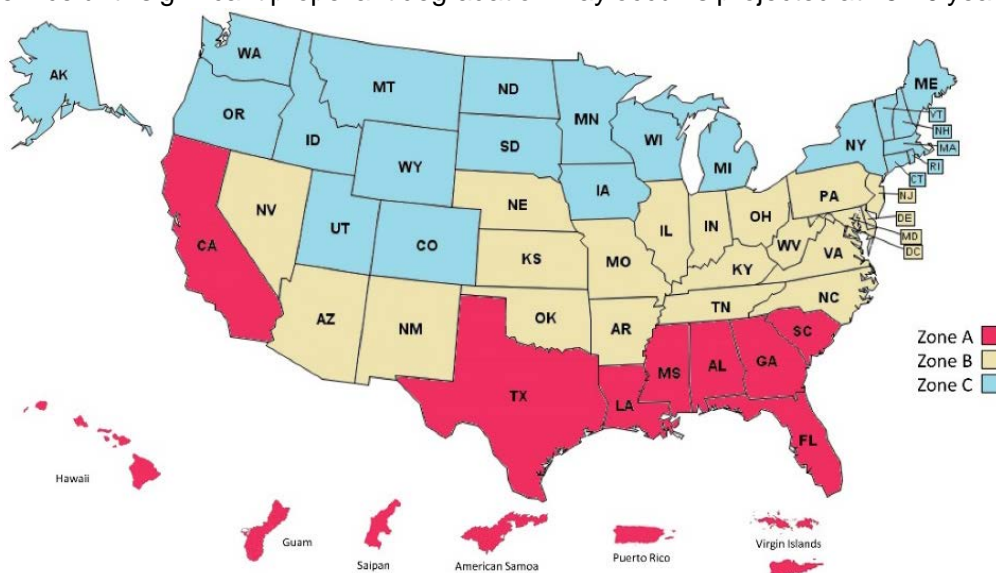 projected at
AK
WA
MT
ND
MN
ME
OR
ID
WY
SD
WI
MI
NY
VT
NH
MA
RI
CT
IA
NE
NV
UT
CO
KS
MO
IL
IN
OH
PA
NJ
DE
MD
DC
WV
VA
KY
CA
AZ
NM
OK
AR
TN
NC
SC
TX
LA
MS
AL
GA
FL
Zone A
Zone B
Zone C
Hawaii
Guam
Saipan
American Samoa
Puerto Rico
Virgin Islands